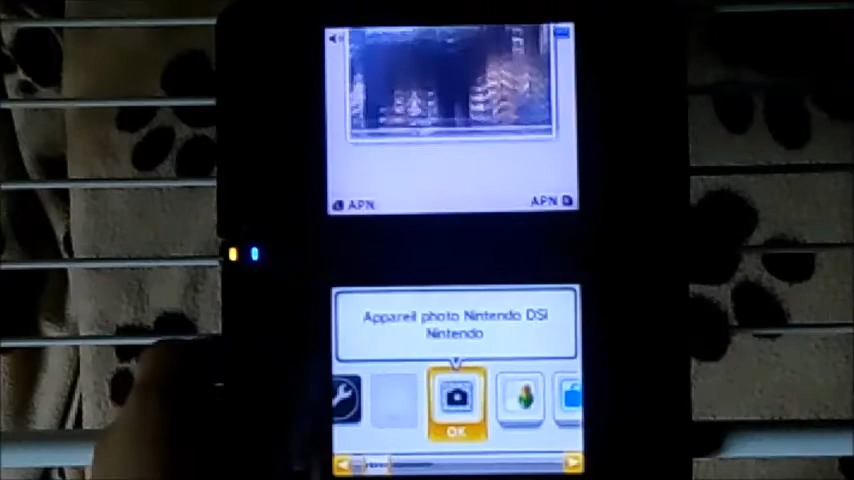 APN
APN
Appareil photo Nintendo DSi
Nintendo
OK